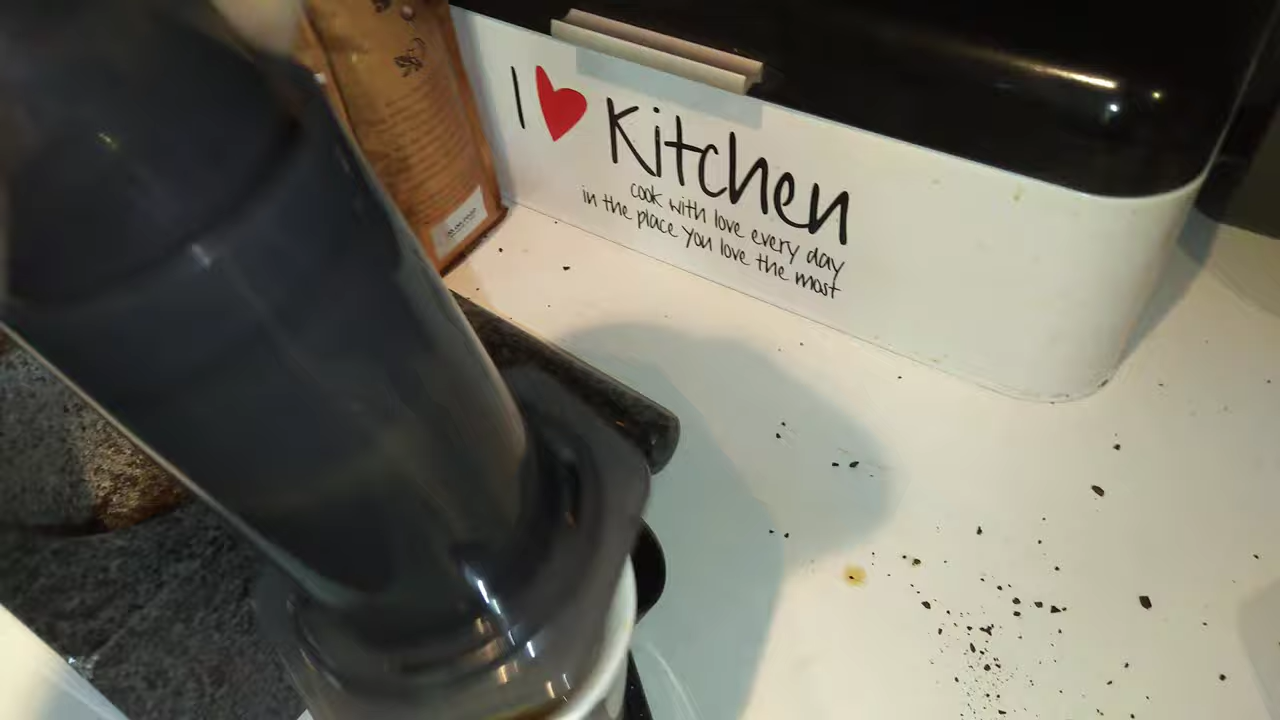 I ❤ Kitchen
cook with love every day
in the place you love the most